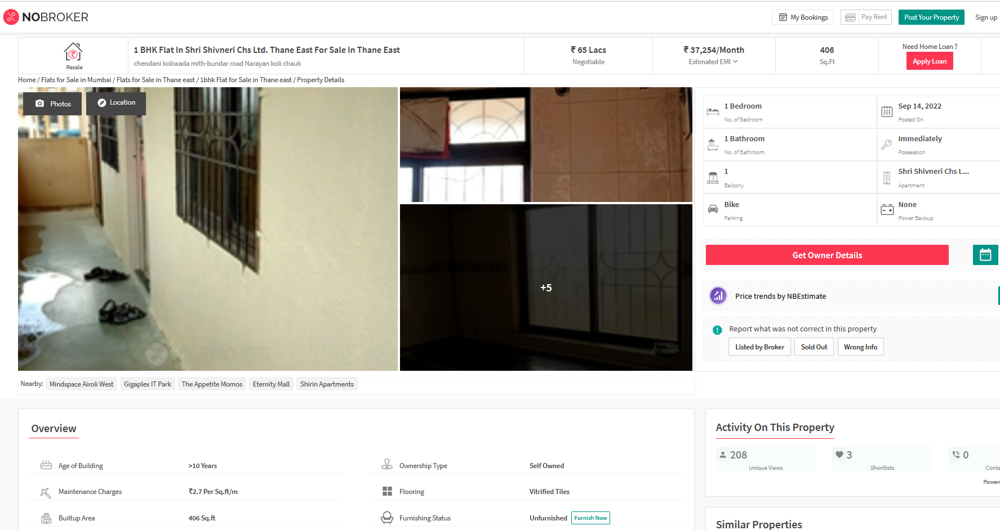 NOBROKER
My Bookings
Pay Rent
Post Your Property
Sign up
Resale
1 BHK Flat In Shri Shivneri Chs Ltd. Thane East For Sale In Thane East
chendani koliwada mith-bundar road Narayan koli chauk
₹ 65 Lacs
Negotiable
₹ 37,254/Month
Estimated EMI
406
Sq.Ft
Need Home Loan ?
Apply Loan
Home / Flats for Sale in Mumbai / Flats for Sale in Thane east / 1bhk Flat for Sale in Thane east / Property Details
Photos
Location
+5
1 Bedroom
No. of Bedroom
Sep 14, 2022
Posted On
1 Bathroom
No. of Bathroom
Immediately
Possession
1
Balcony
Shri Shivneri Chs L...
Apartment
Bike
Parking
None
Power Backup
Get Owner Details
Price trends by NBEstimate
Report what was not correct in this property
Listed by Broker
Sold Out
Wrong Info
Nearby: Mindspace Airoli West Gigaplex IT Park The Appetite Momos Eternity Mall Shirin Apartments
Overview
Age of Building >10 Years
Ownership Type Self Owned
Maintenance Charges ₹2.7 Per Sq.ft/m
Flooring Vitrified Tiles
Builtup Area 406 Sq.ft
Furnishing Status Unfurnished Furnish Now
Activity On This Property
208
Unique Views
3
Shortlists
0
Conta
Power
Similar Properties